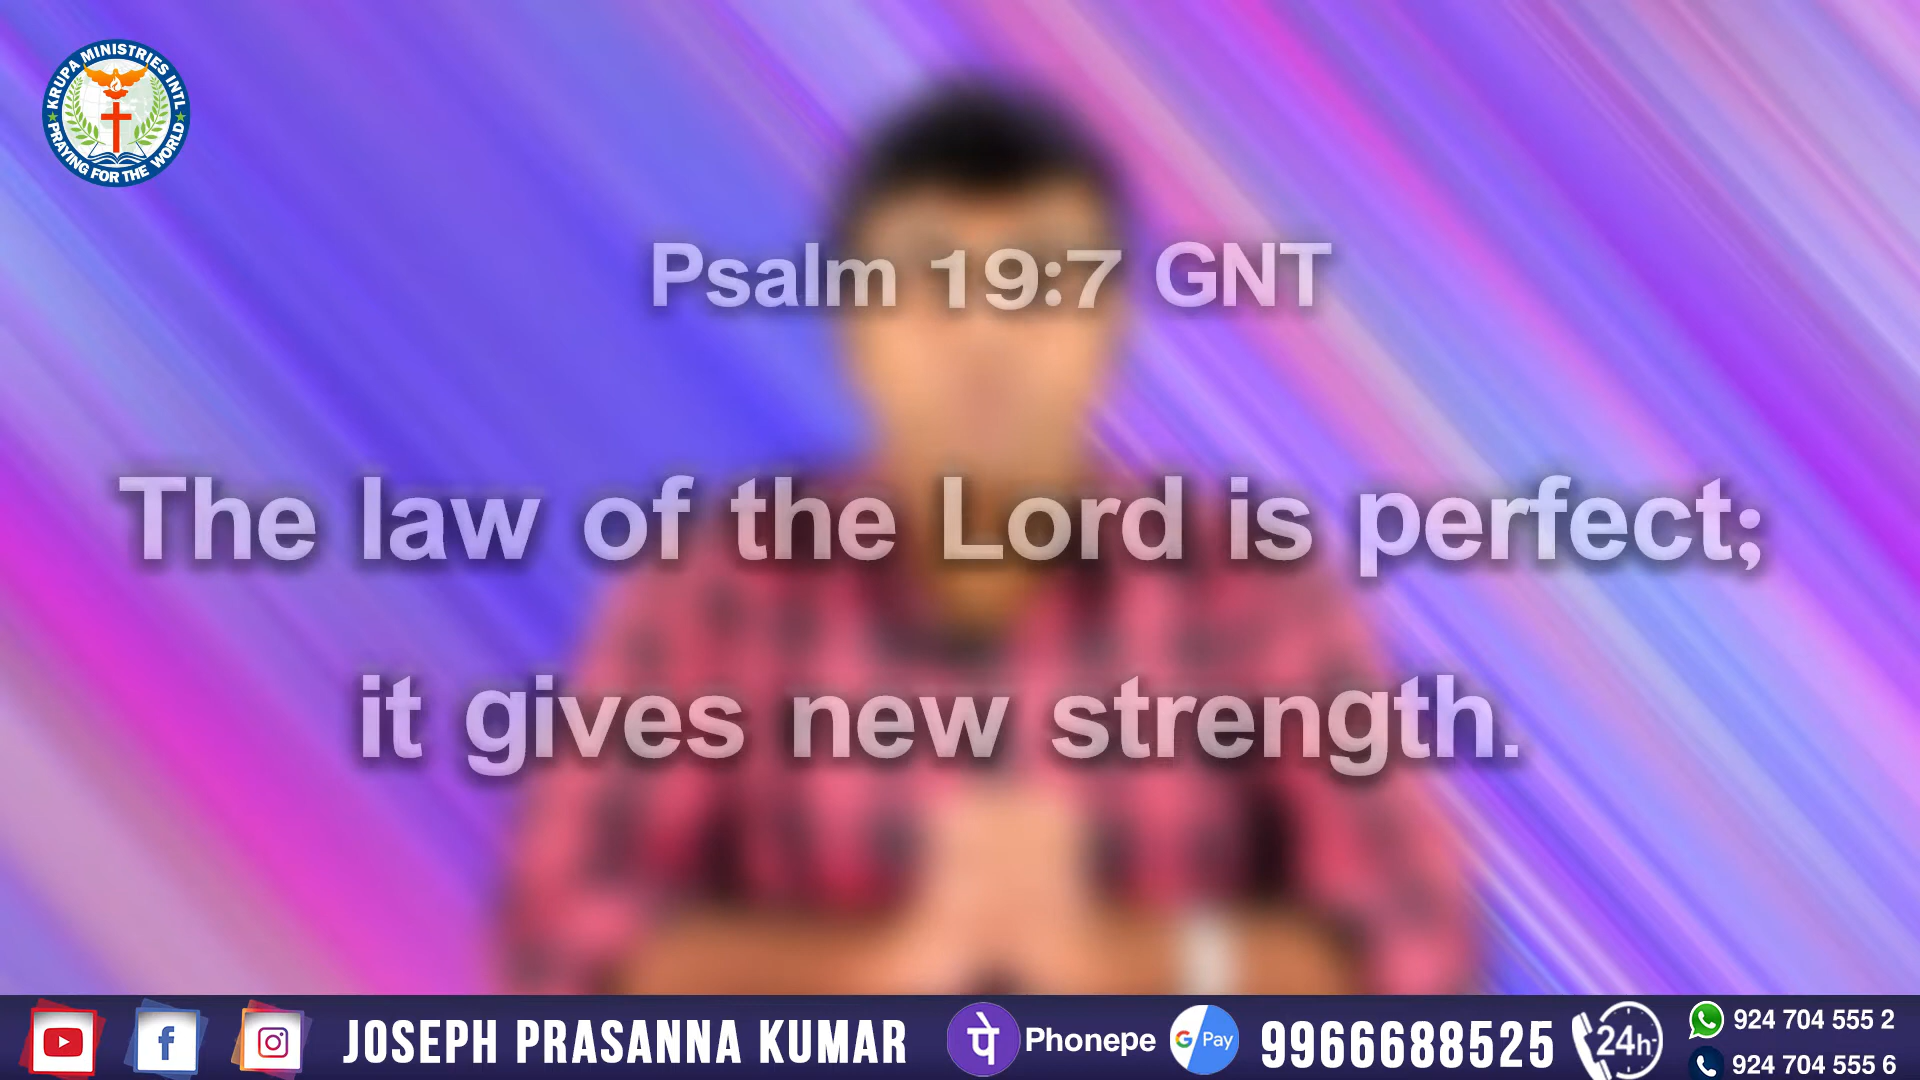 KRUPA MINISTRIES INTL
PRAYING FOR THE WORLD
Psalm 19:7 GNT
The law of the Lord is perfect;
it gives new strength.
JOSEPH PRASANNA KUMAR
पे Phonepe
G Pay
9966688525
24h
924 704 555 2
924 704 555 6